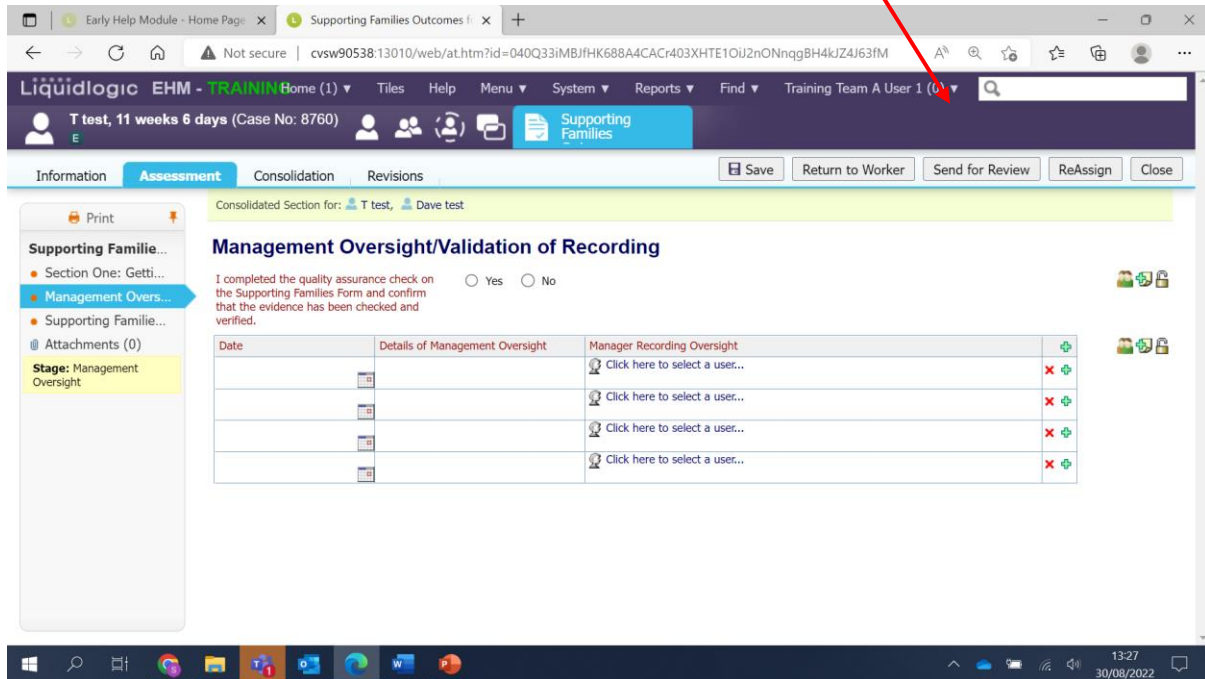 Early Help Module - Home Page
Supporting Families Outcomes f
Not secure | cvsw90538:13010/web/at.htm?id=040Q33iMBJfHK688A4CACr403XHTE1OiJ2nONnqgBH4kJZ4J63fM
Liquidlogic EHM - TRAINING Home (1) Tiles Help Menu System Reports Find Training Team A User 1 (0)
T test, 11 weeks 6 days (Case No: 8760)
E
Supporting
Families
Information Assessment Consolidation Revisions Save Return to Worker Send for Review ReAssign Close
Print
Consolidated Section for: T test, Dave test
Supporting Familie...
Section One: Getti...
Management Overs...
Supporting Familie...
Attachments (0)
Stage: Management
Oversight
Management Oversight/Validation of Recording
I completed the quality assurance check on
the Supporting Families Form and confirm
that the evidence has been checked and
verified.
Yes No
Date Details of Management Oversight Manager Recording Oversight
Click here to select a user...
Click here to select a user...
Click here to select a user...
Click here to select a user...
13:27
30/08/2022